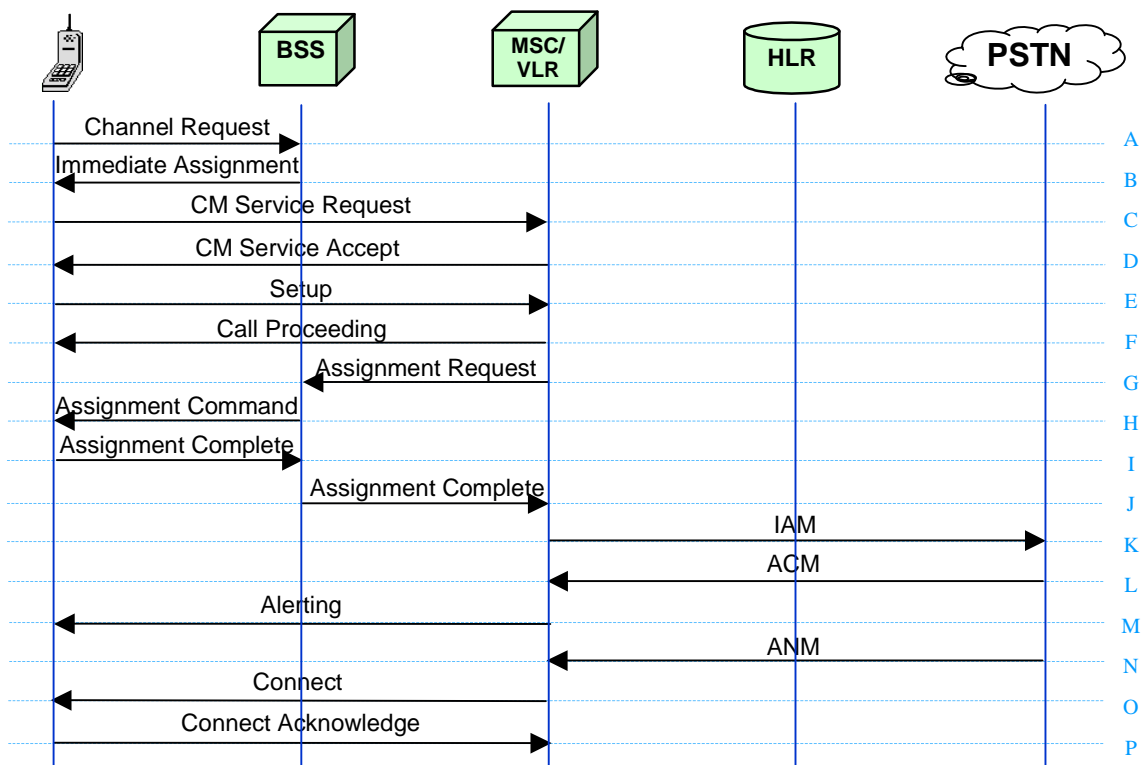 BSS
MSC/
VLR
HLR
PSTN
Channel Request
A
Immediate Assignment
B
CM Service Request
C
CM Service Accept
D
Setup
E
Call Proceeding
F
Assignment Request
G
Assignment Command
H
Assignment Complete
I
Assignment Complete
J
IAM
K
ACM
L
Alerting
M
ANM
N
Connect
O
Connect Acknowledge
P